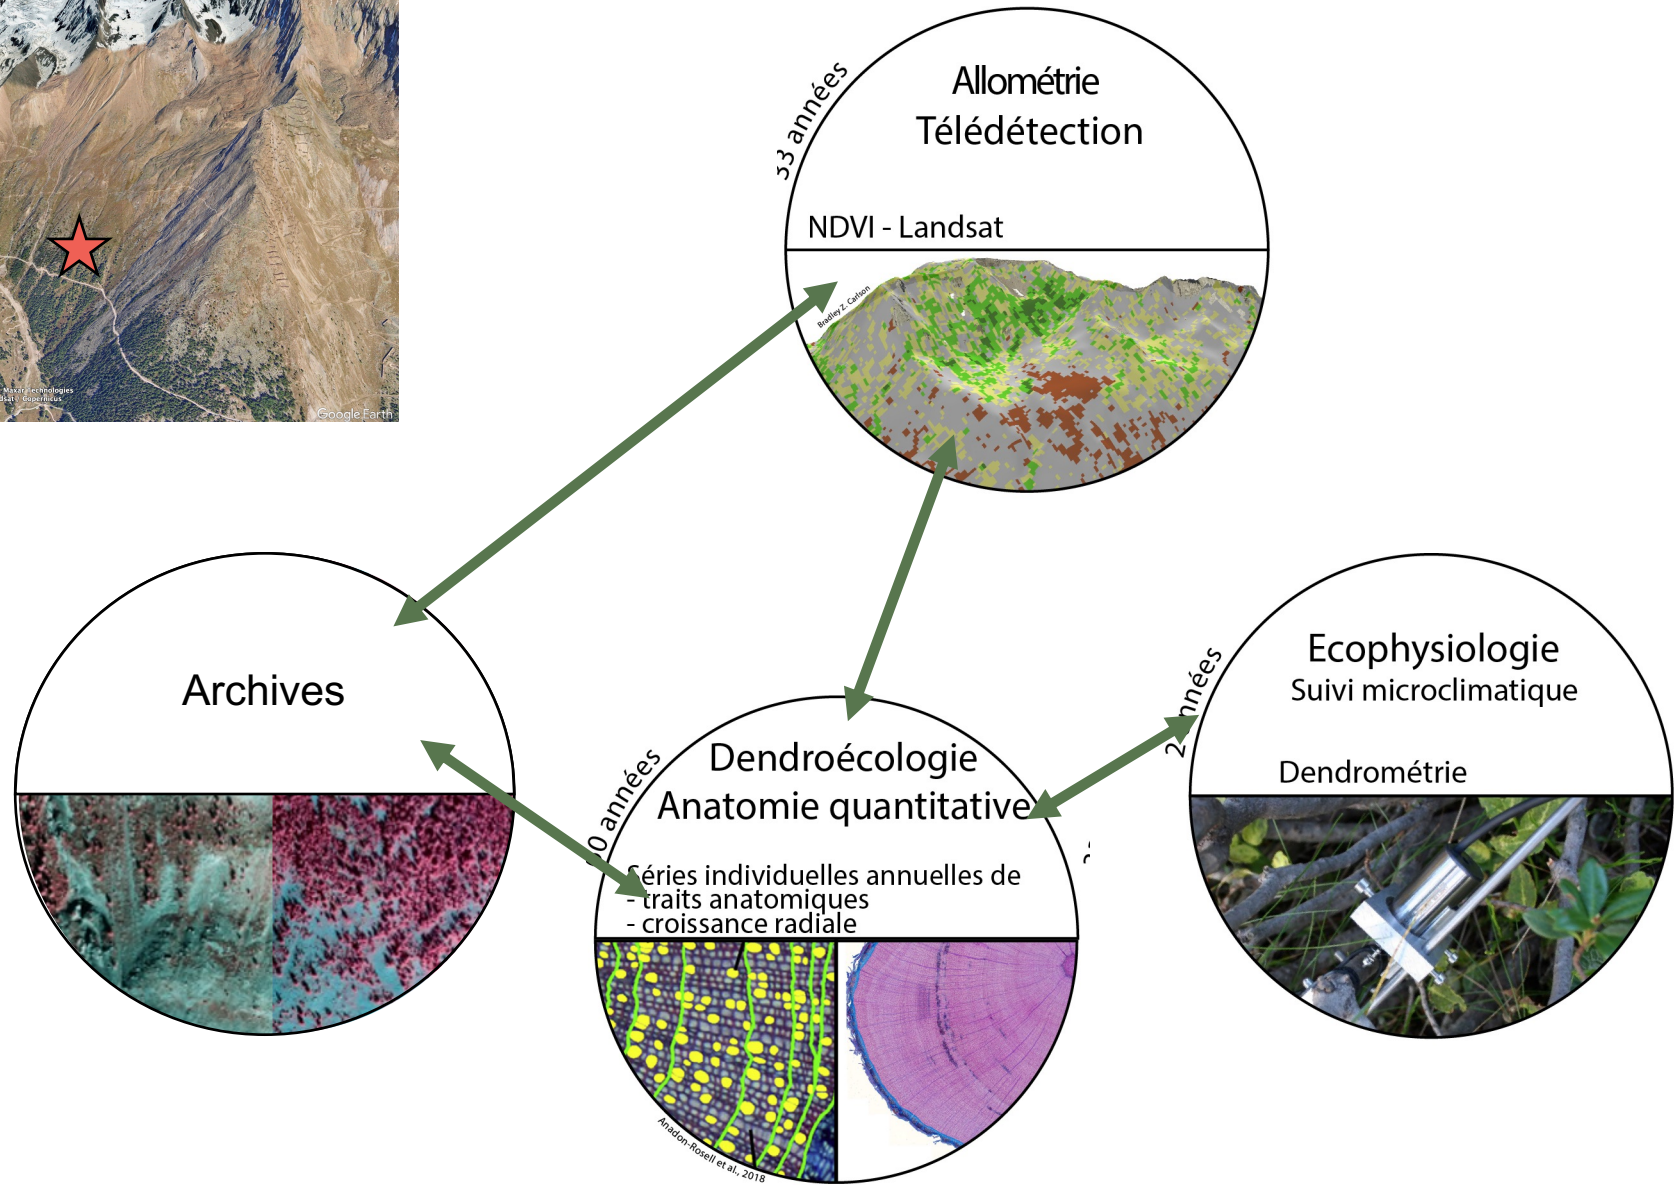 Maxar Technologies
Google Earth
33 années
Allométrie
Télédétection
NDVI - Landsat
Bradley Z. Carlson
Archives
Dendroécologie
Anatomie quantitative
Séries individuelles annuelles de
- traits anatomiques
- croissance radiale
années
Anadon-Rosell et al., 2018
2 années
Ecophysiologie
Suivi microclimatique
Dendrométrie